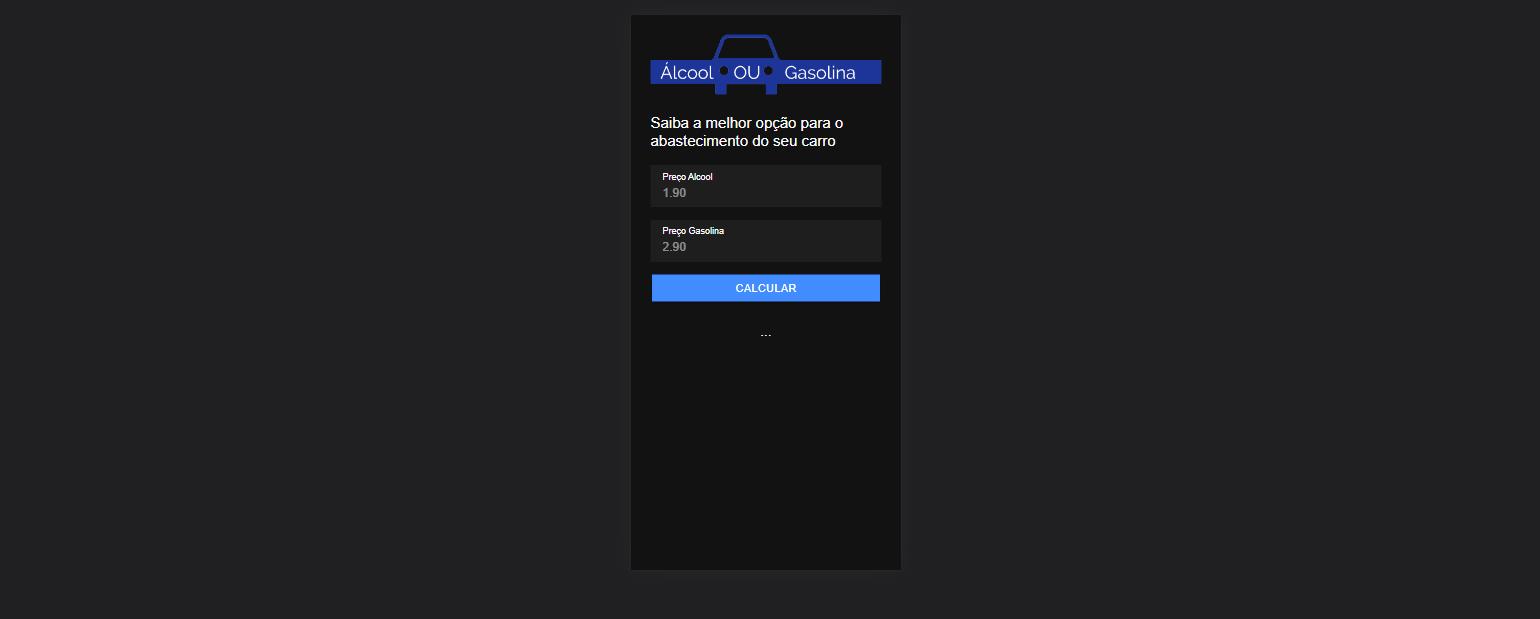 Álcool OU Gasolina
Saiba a melhor opção para o
abastecimento do seu carro
Preço Alcool
1.90
Preço Gasolina
2.90
CALCULAR
...